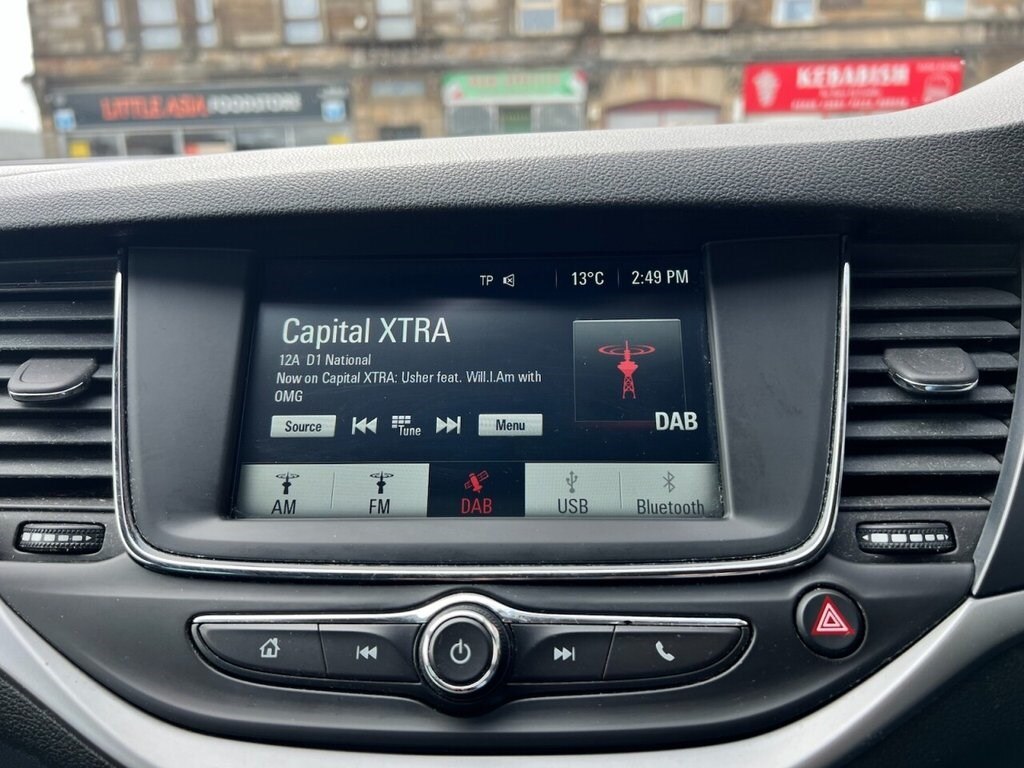 LITTLE ASIA FOODSTORE
KEBABISH
TP
13°C
2:49 PM
Capital XTRA
12A D1 National
Now on Capital XTRA: Usher feat. Will.I.Am with
OMG
DAB
Source
Tune
Menu
AM
FM
DAB
USB
Bluetooth